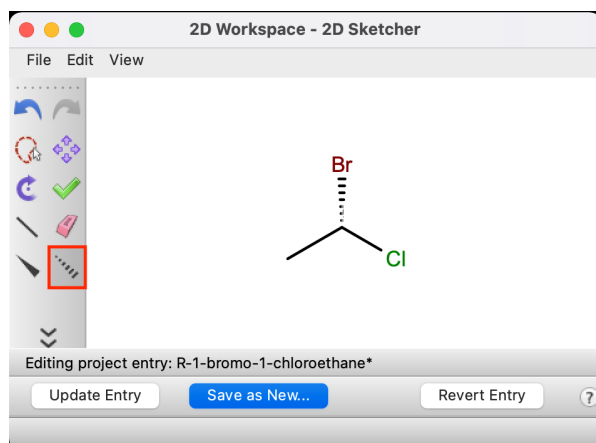 2D Workspace - 2D Sketcher
File Edit View
Br
Cl
Editing project entry: R-1-bromo-1-chloroethane*
Update Entry Save as New... Revert Entry ?